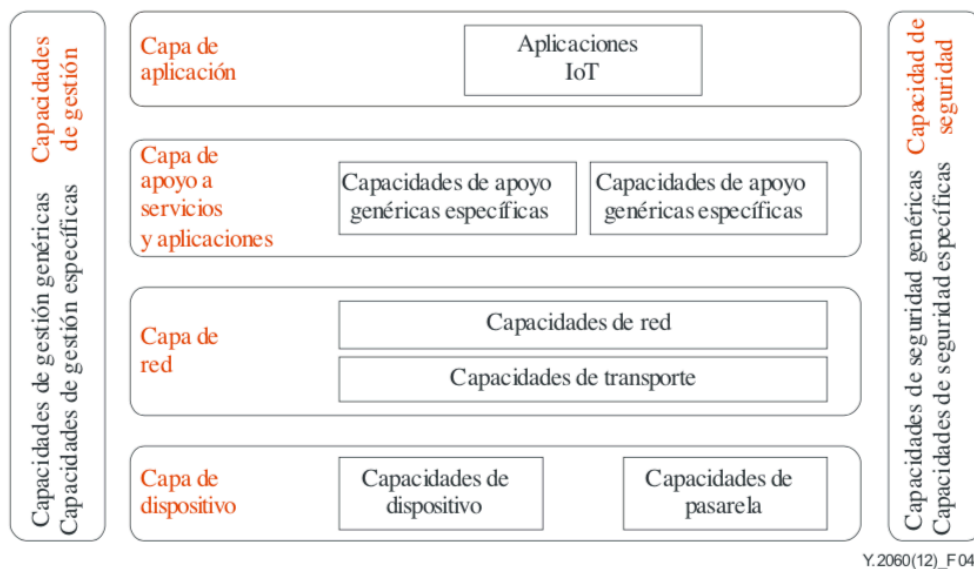 Capacidades
de gestión
Capacidades de gestión genéricas
Capacidades de gestión específicas
Capa de
aplicación
Aplicaciones
IoT
Capa de
apoyo a
servicios
y aplicaciones
Capacidades de apoyo
genéricas específicas
Capacidades de apoyo
genéricas específicas
Capa de
red
Capacidades de red
Capacidades de transporte
Capa de
dispositivo
Capacidades de
dispositivo
Capacidades de
pasarela
Capacidad de
seguridad
Capacidades de seguridad genéricas
Capacidades de seguridad específicas
Y.2060(12)_F04